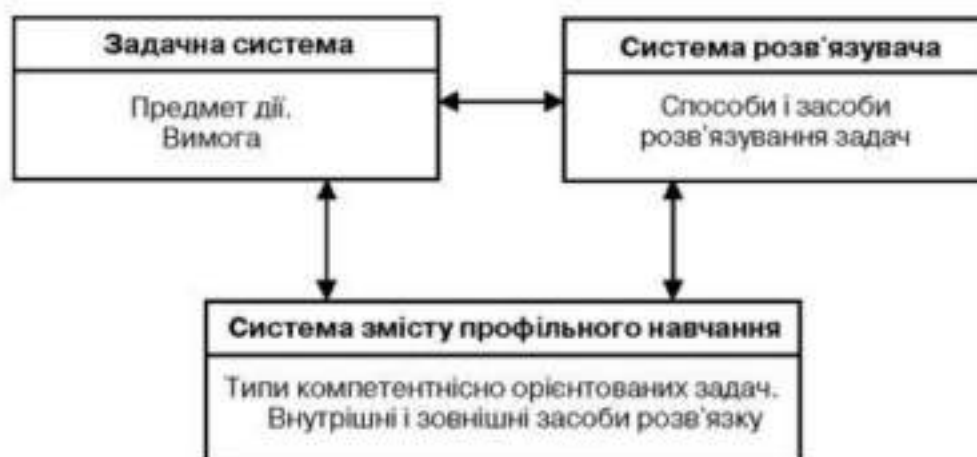 Задачна система
Предмет дії.
Вимога
Система розв'язувача
Способи і засоби
розв'язування задач
Система змісту профільного навчання
Типи компетентнісно орієнтованих задач.
Внутрішні і зовнішні засоби розв'язку